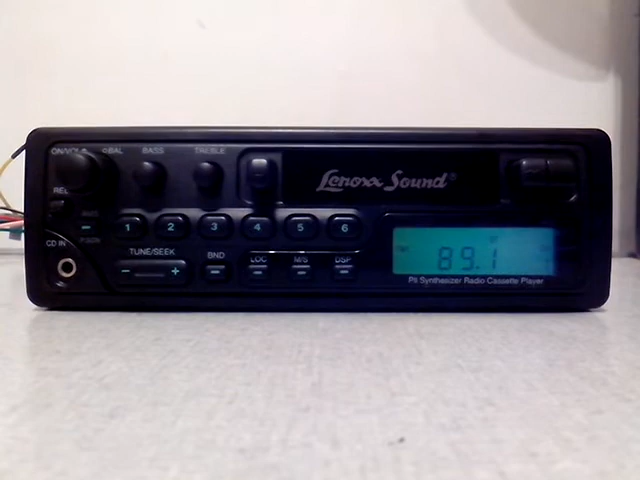 ON/VOL BAL BASS TREBLE
Lenoxx Sound®
REL
1 2 3 4 5 6
CD IN
TUNE/SEEK BND LOC M/S DSP
- +
89.1
Pll Synthesizer Radio Cassette Player